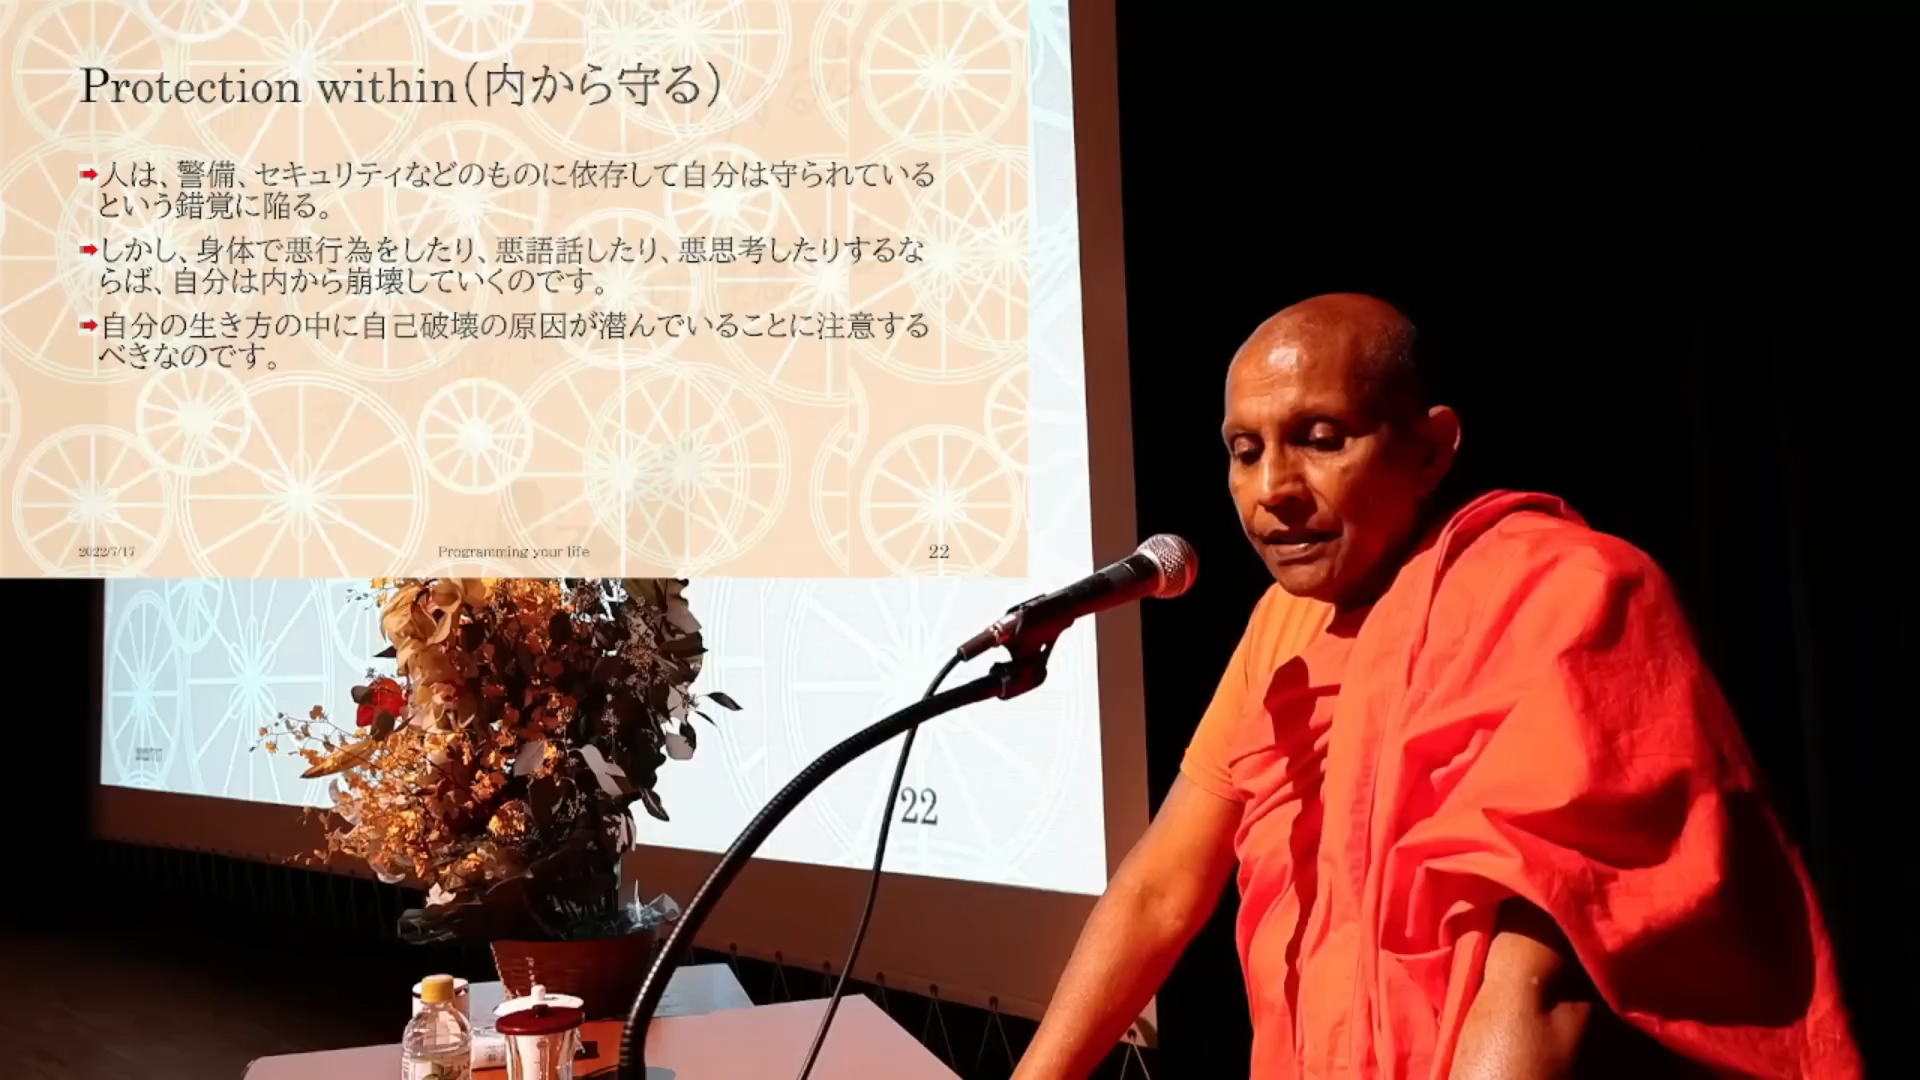 Protection within(内から守る)
人は、警備、セキュリティなどのものに依存して自分は守られている
という錯覚に陥る。
しかし、身体で悪行為をしたり、悪語話したり、悪思考したりするな
らば、自分は内から崩壊していくのです。
自分の生き方の中に自己破壊の原因が潜んでいることに注意する
べきなのです。
2022/7/17
Programming your life
22
22